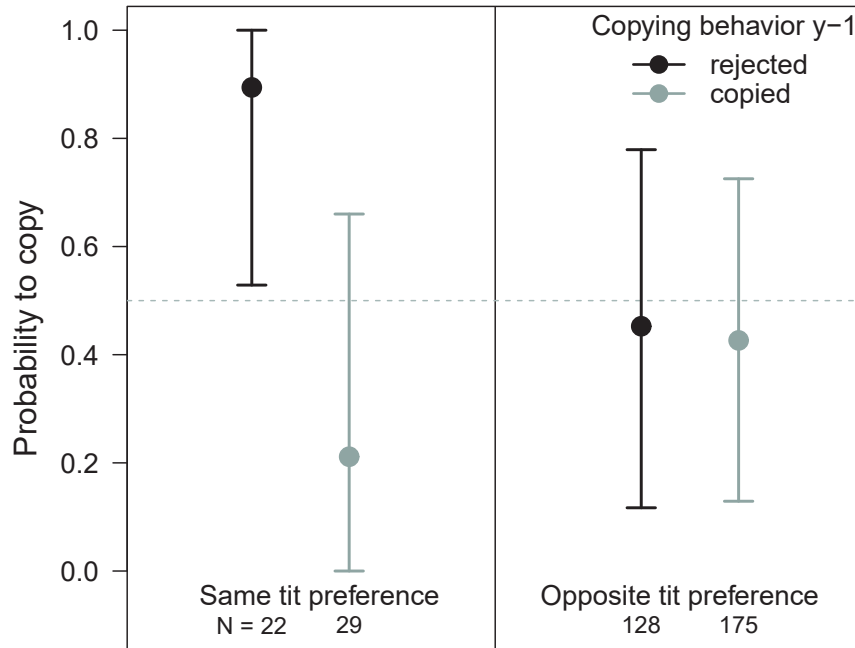 Copying behavior y−1
rejected
copied
Probability to copy
1.0
0.8
0.6
0.4
0.2
0.0
Same tit preference
N = 22 29
Opposite tit preference
128 175